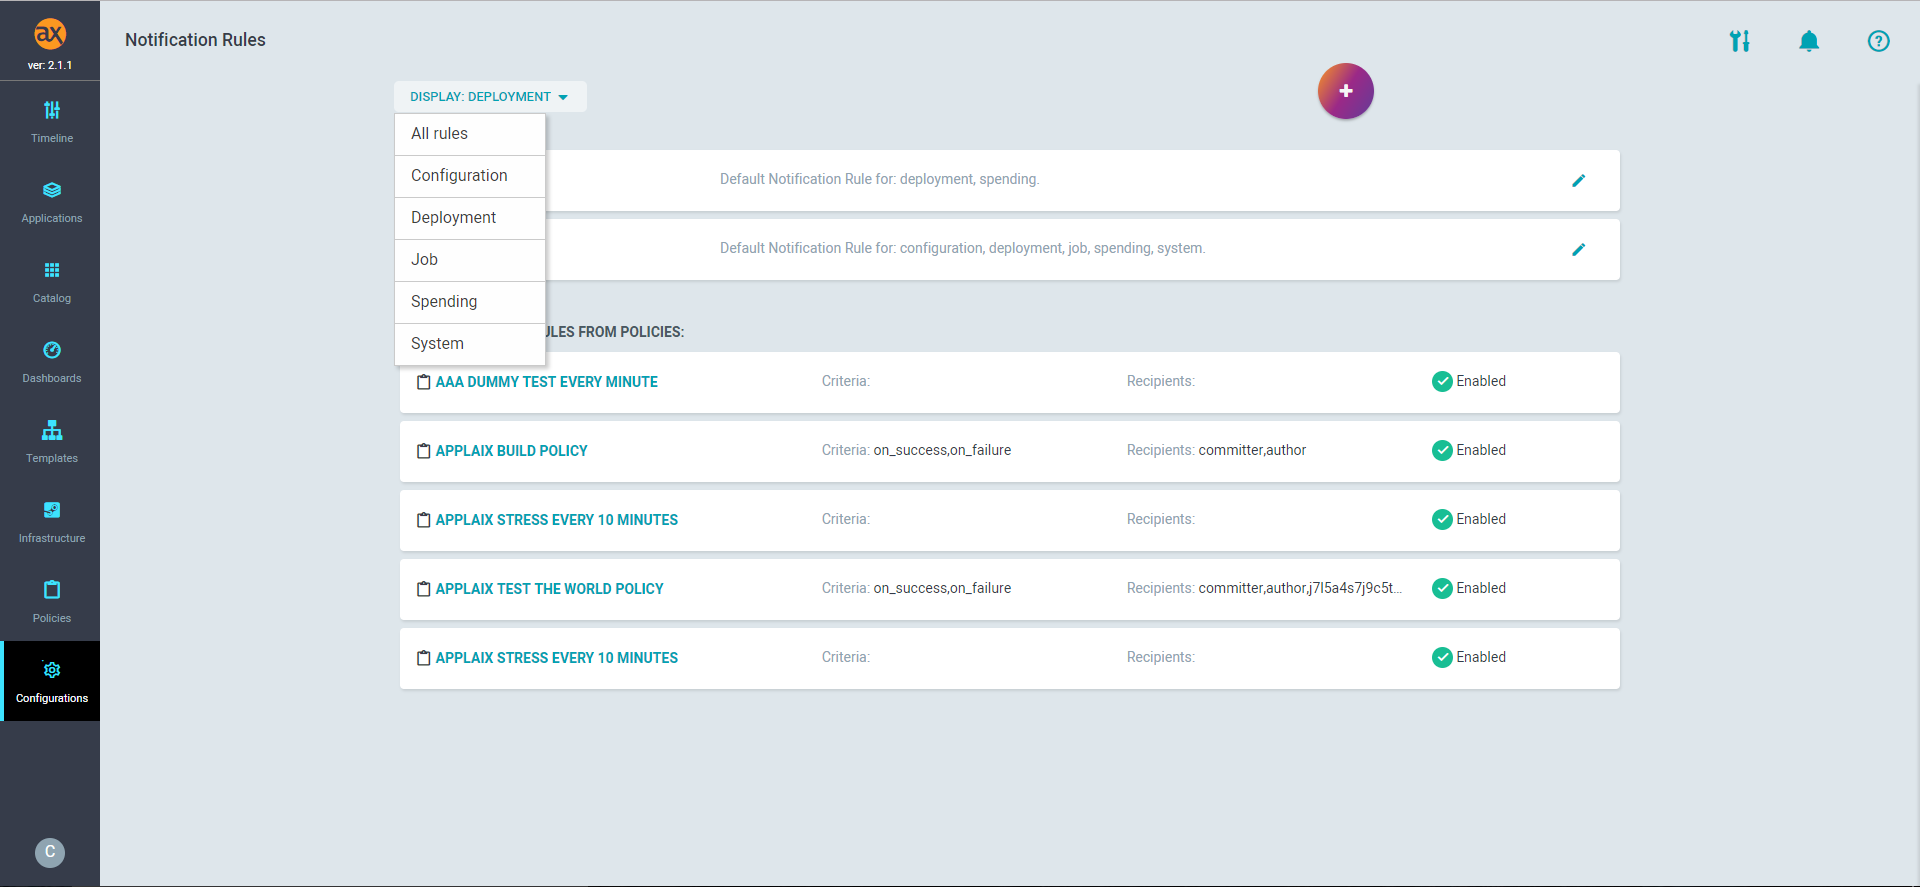 ax
ver: 2.1.1
Timeline
Applications
Catalog
Dashboards
Templates
Infrastructure
Policies
Configurations
C
Notification Rules
DISPLAY: DEPLOYMENT
All rules
Configuration
Deployment
Job
Spending
System
Default Notification Rule for: deployment, spending.
Default Notification Rule for: configuration, deployment, job, spending, system.
FROM POLICIES:
AAA DUMMY TEST EVERY MINUTE Criteria: Recipients: Enabled
APPLAIX BUILD POLICY Criteria: on_success,on_failure Recipients: committer,author Enabled
APPLAIX STRESS EVERY 10 MINUTES Criteria: Recipients: Enabled
APPLAIX TEST THE WORLD POLICY Criteria: on_success,on_failure Recipients: committer,author,j7l5a4s7j9c5t... Enabled
APPLAIX STRESS EVERY 10 MINUTES Criteria: Recipients: Enabled